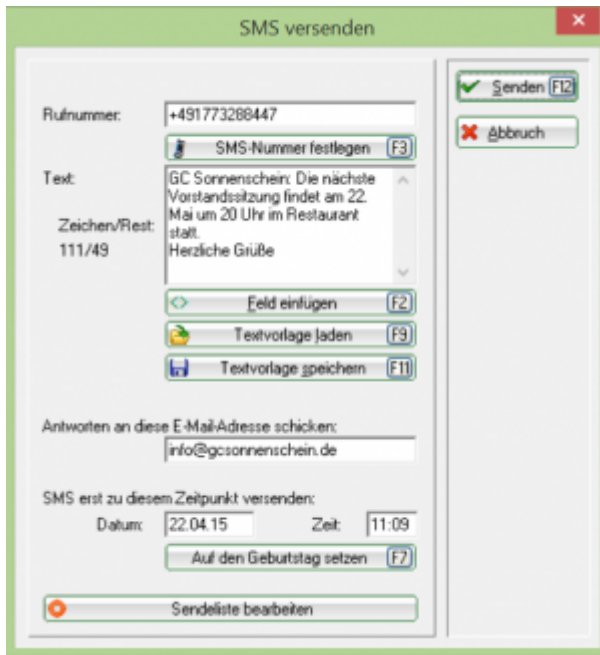 SMS versenden
Rufnummer: +491773288447
SMS-Nummer festlegen F3
Text: GC Sonnenschein: Die nächste
Vorstandssitzung findet am 22.
Mai um 20 Uhr im Restaurant
statt.
Herzliche Grüße
Zeichen/Rest:
111/49
Feld einfügen F2
Textvorlage laden F9
Textvorlage speichern F11
Antworten an diese E-Mail-Adresse schicken:
info@gcsonnenschein.de
SMS erst zu diesem Zeitpunkt versenden:
Datum: 22.04.15 Zeit: 11:09
Auf den Geburtstag setzen F7
Sendeliste bearbeiten
Senden F12
Abbruch